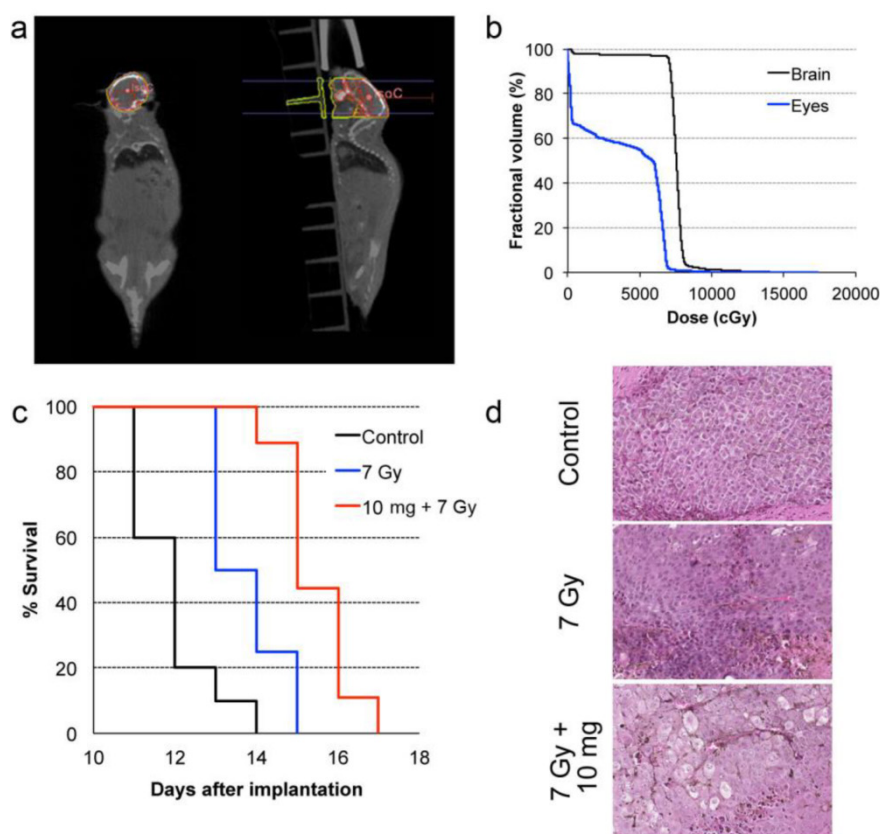 a
isoC
b
100
80
60
40
20
0
Fractional volume (%)
Brain
Eyes
0
5000
10000
15000
20000
Dose (cGy)
c
100
80
60
40
20
0
% Survival
Control
7 Gy
10 mg + 7 Gy
10
12
14
16
18
Days after implantation
d
Control
7 Gy
7 Gy +
10 mg